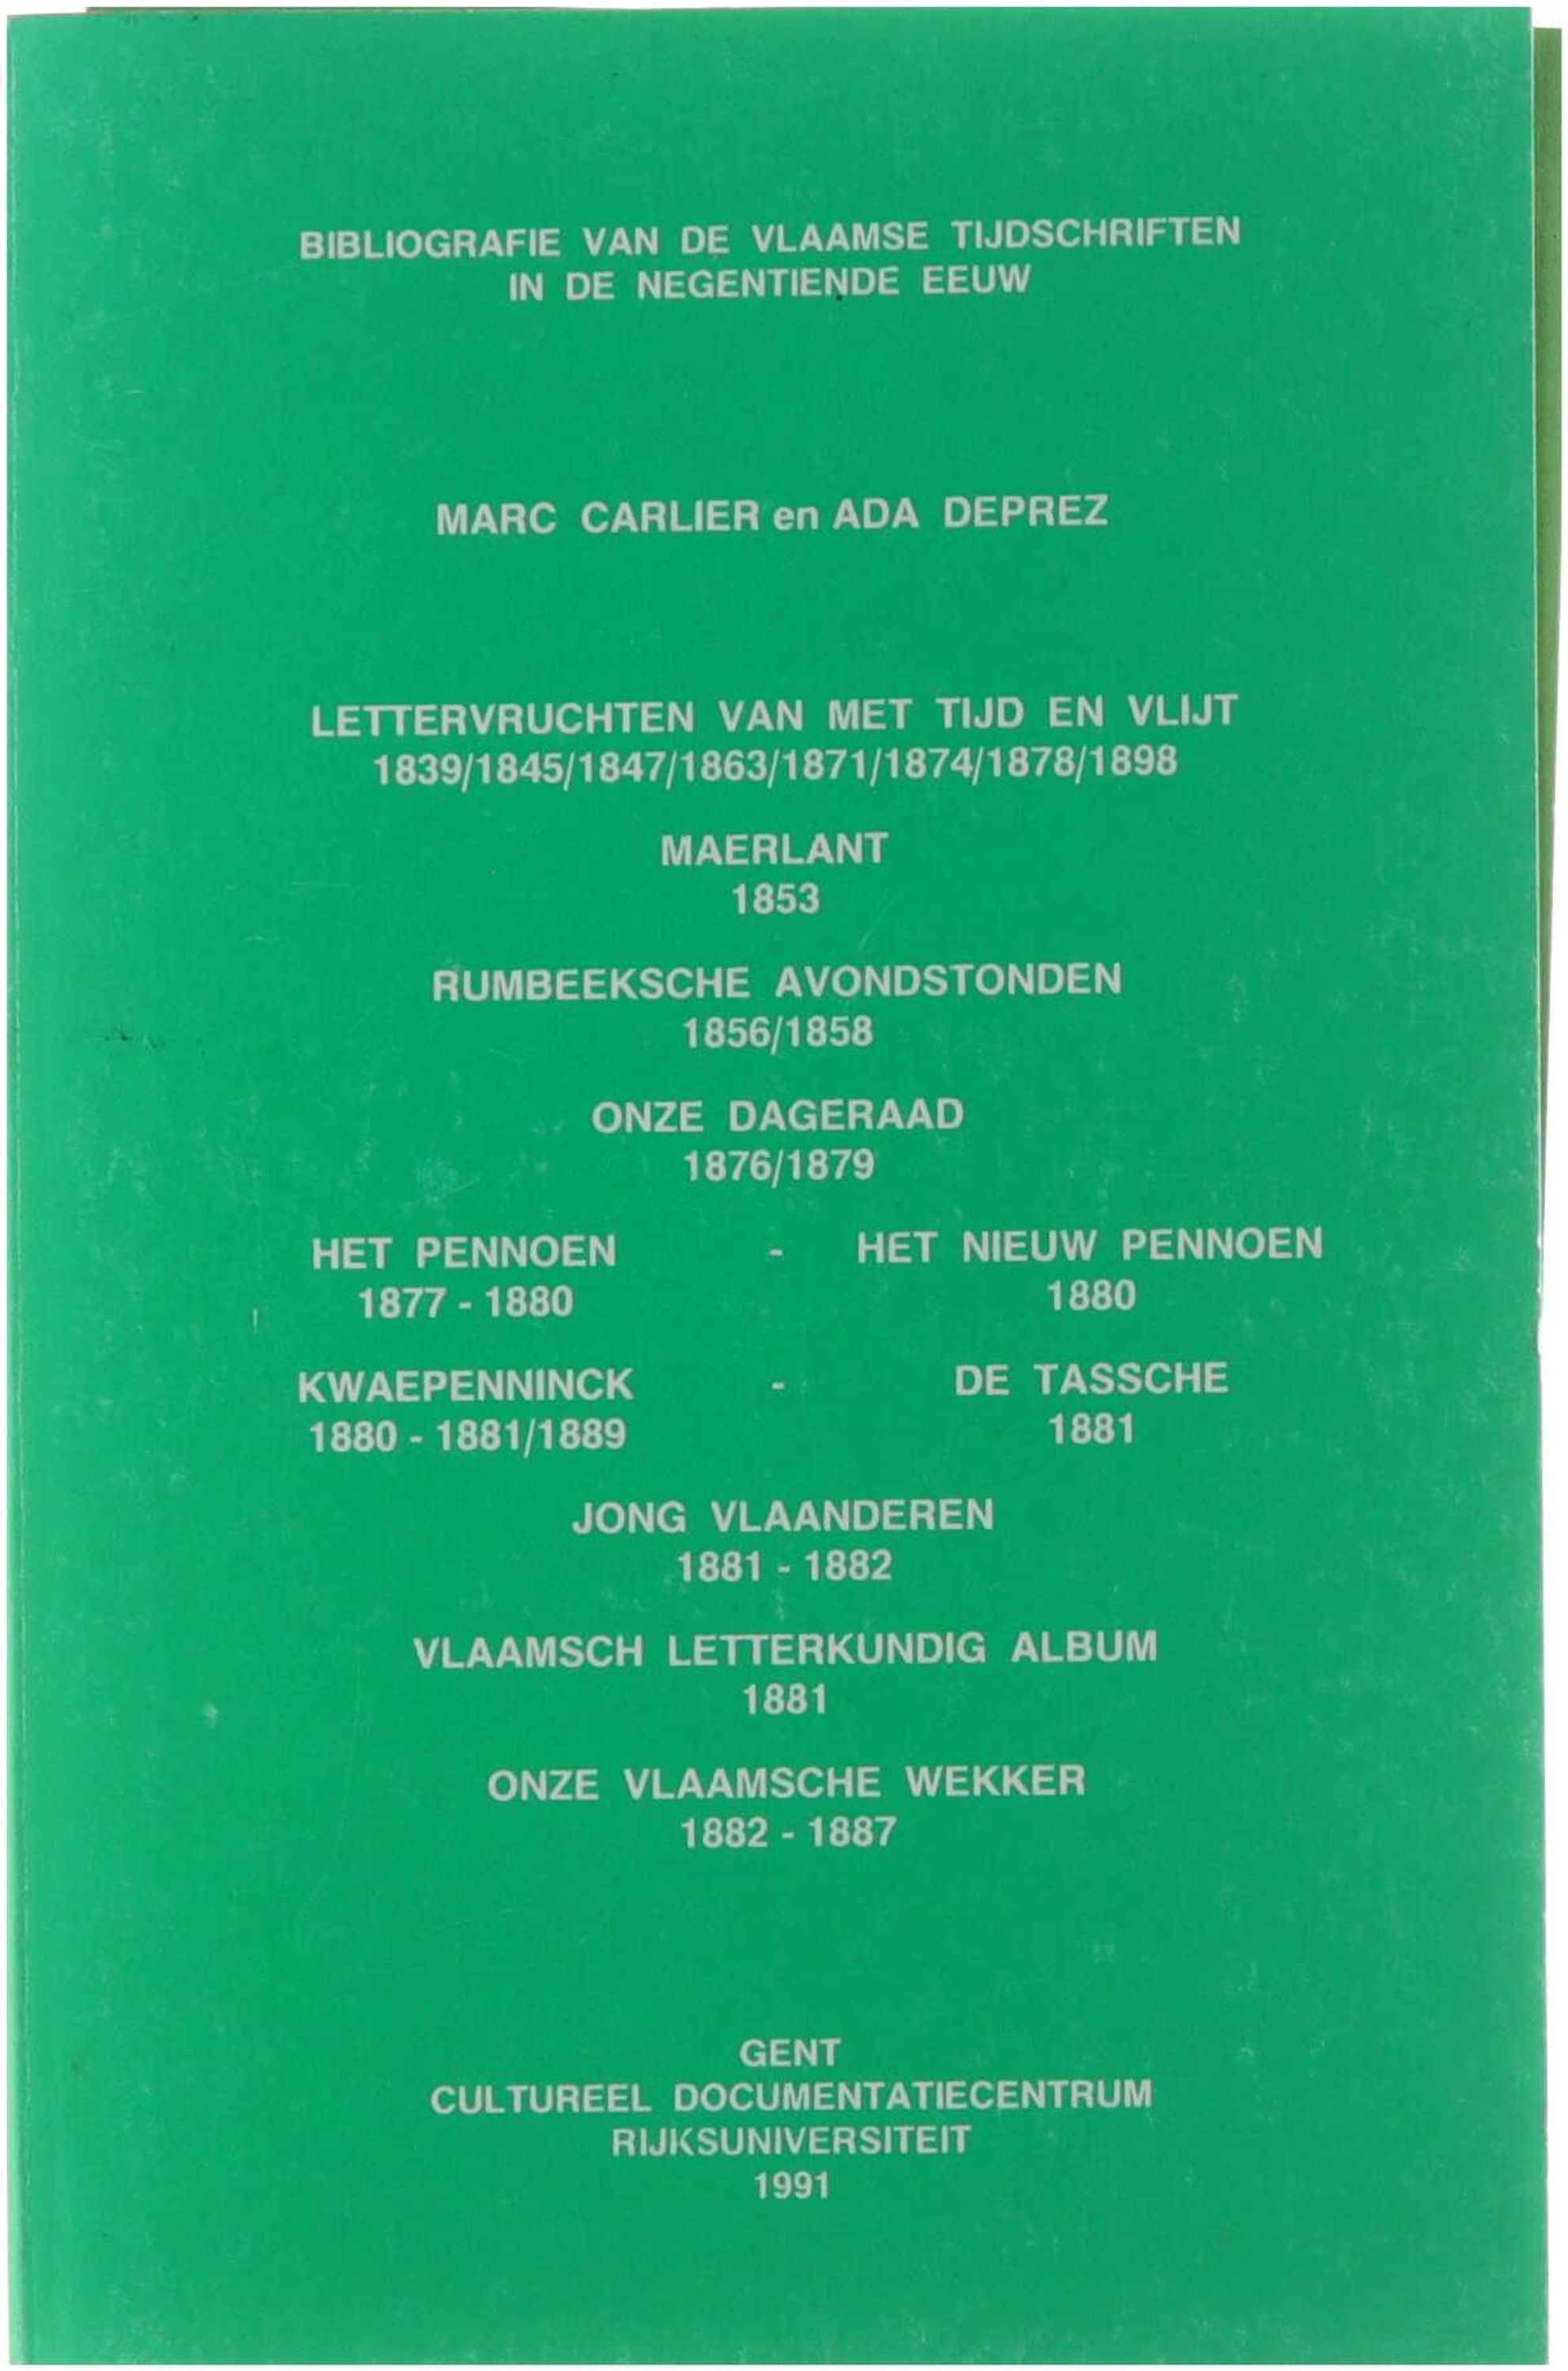 BIBLIOGRAFIE VAN DE VLAAMSE TIJDSCHRIFTEN
IN DE NEGENTIENDE EEUW
MARC CARLIER en ADA DEPREZ
LETTERVRUCHTEN VAN MET TIJD EN VLIJT
1839/1845/1847/1863/1871/1874/1878/1898
MAERLANT
1853
RUMBEEKSCHE AVONDSTONDEN
1856/1858
ONZE DAGERAAD
1876/1879
HET PENNOEN - HET NIEUW PENNOEN
1877 - 1880 1880
KWAEPENNINCK - DE TASSCHE
1880 - 1881/1889 1881
JONG VLAANDEREN
1881 - 1882
VLAAMSCH LETTERKUNDIG ALBUM
1881
ONZE VLAAMSCHE WEKKER
1882 - 1887
GENT
CULTUREEL DOCUMENTATIECENTRUM
RIJKSUNIVERSITEIT
1991